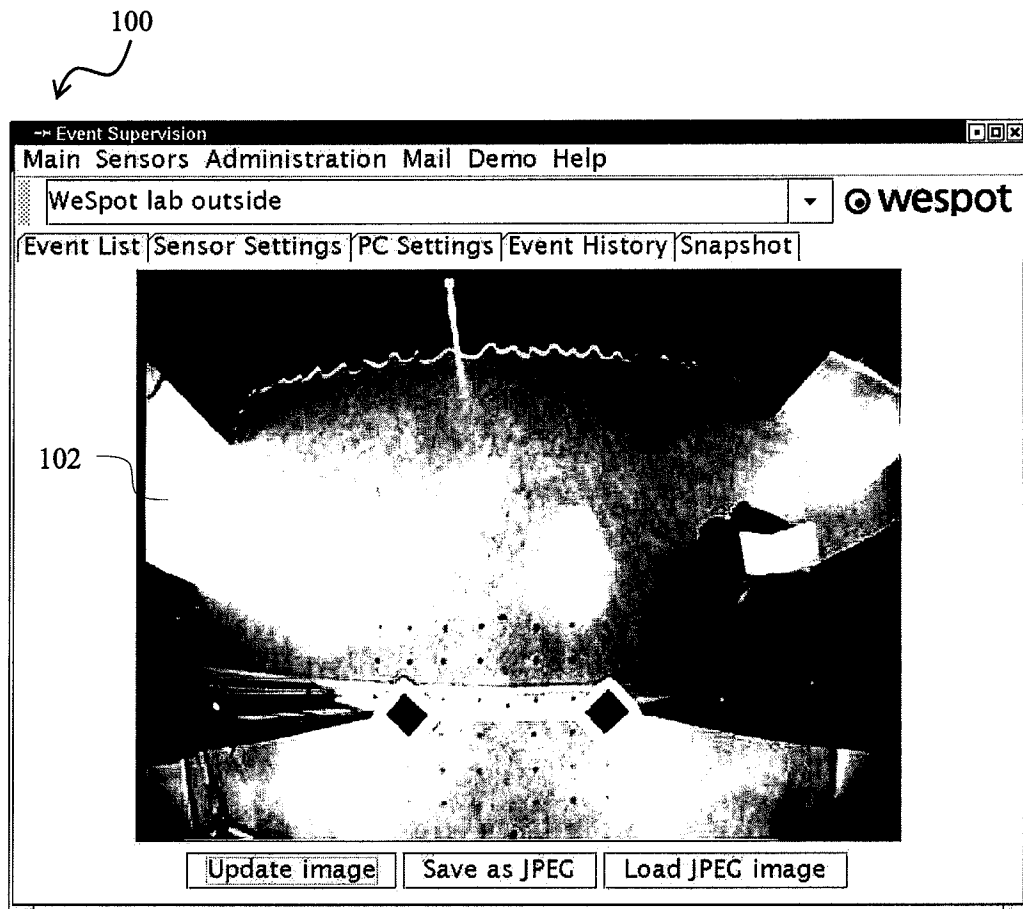 100
Event Supervision
Main Sensors Administration Mail Demo Help
WeSpot lab outside
wespot
Event List Sensor Settings PC Settings Event History Snapshot
102
Update image Save as JPEG Load JPEG image